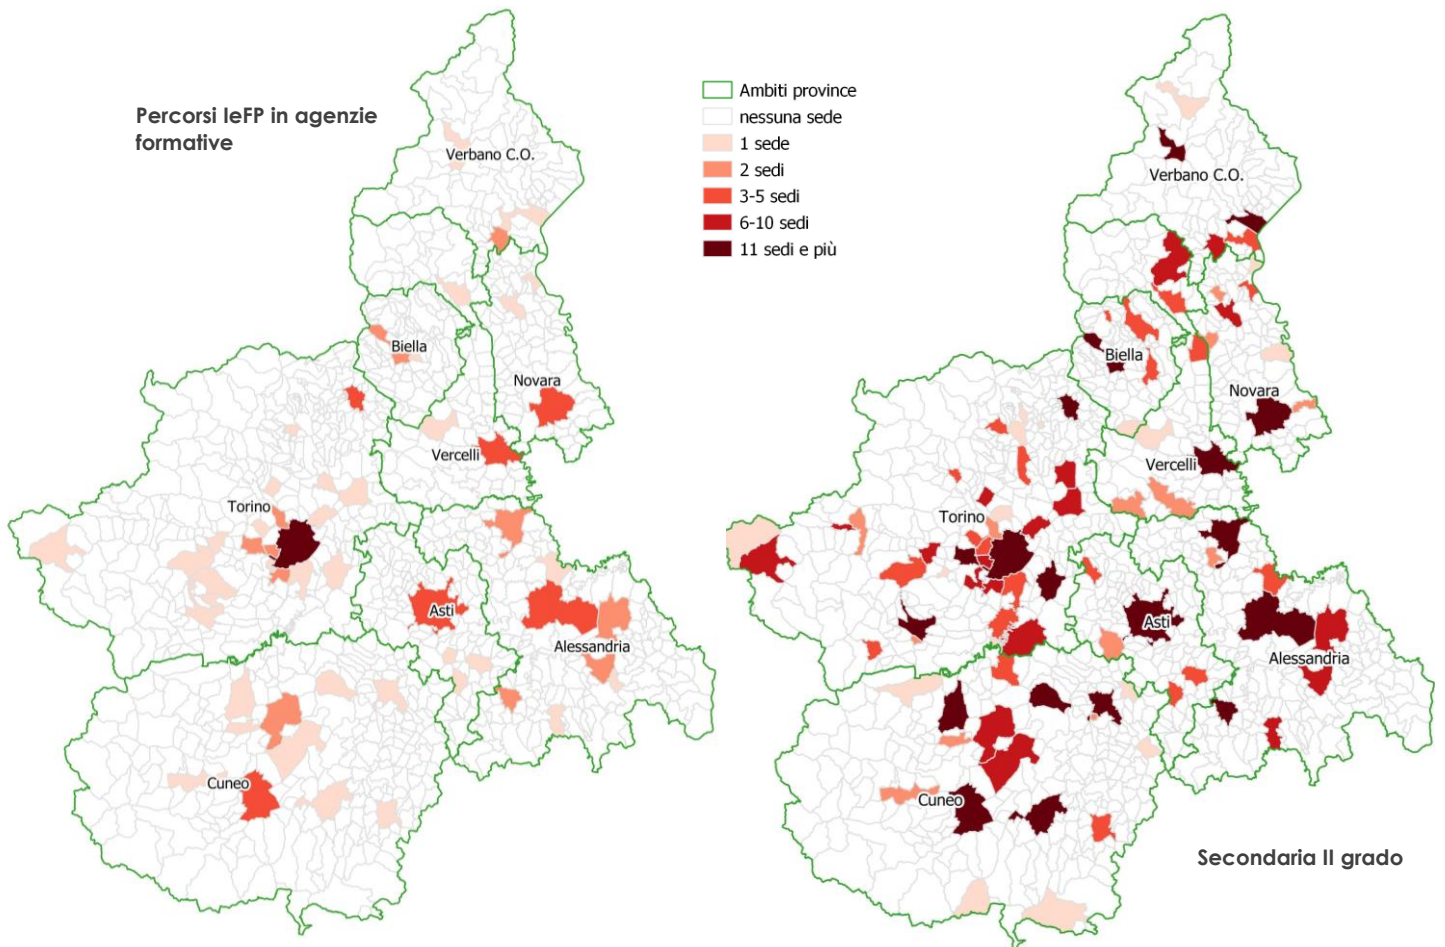 Percorsi IeFP in agenzie
formative
Verbano C.O.
Biella
Novara
Vercelli
Torino
Asti
Alessandria
Cuneo
Ambiti province
nessuna sede
1 sede
2 sedi
3-5 sedi
6-10 sedi
11 sedi e più
Verbano C.O.
Biella
Novara
Vercelli
Torino
Asti
Alessandria
Cuneo
Secondaria II grado